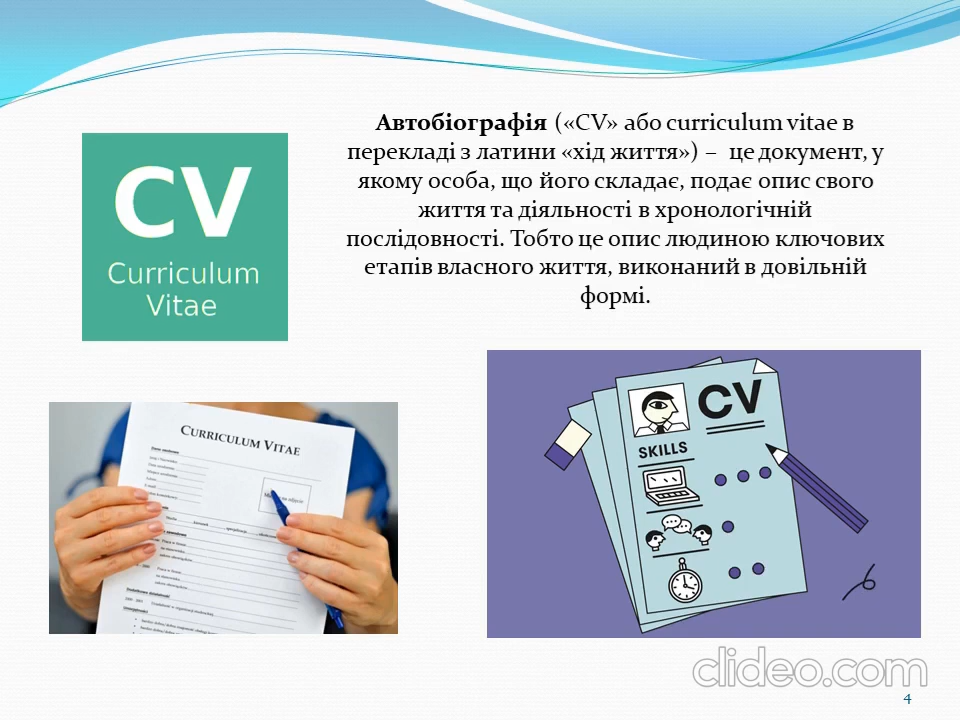 Автобіографія («CV» або curriculum vitae в
перекладі з латини «хід життя») – це документ, у
якому особа, що його складає, подає опис свого
життя та діяльності в хронологічній
послідовності. Тобто це опис людиною ключових
етапів власного життя, виконаний в довільній
формі.
CV
Curriculum
Vitae
CURRICULUM VITAE
CV
SKILLS
clideo.com
4